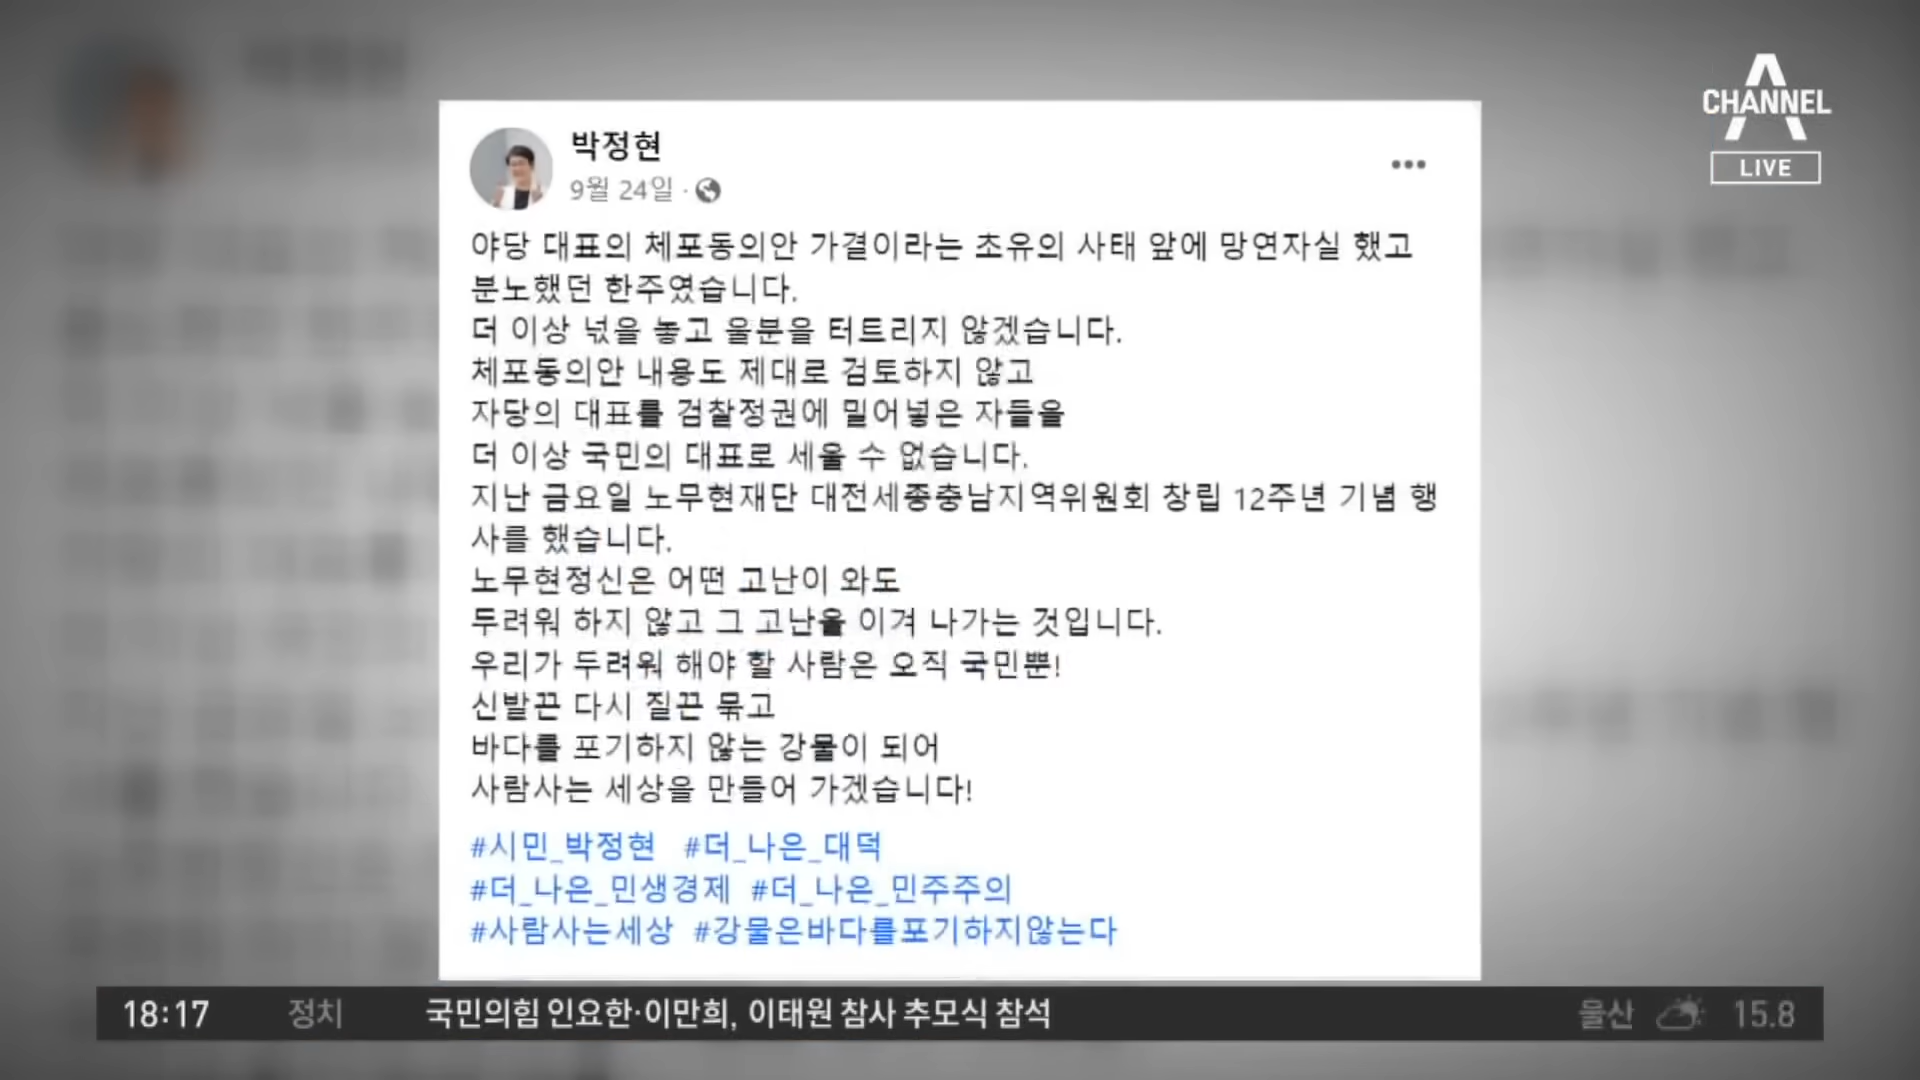 CHANNEL A
LIVE
박정현
9월 24일 ·
야당 대표의 체포동의안 가결이라는 초유의 사태 앞에 망연자실 했고
분노했던 한주였습니다.
더 이상 넋을 놓고 울분을 터트리지 않겠습니다.
체포동의안 내용도 제대로 검토하지 않고
자당의 대표를 검찰정권에 밀어넣은 자들을
더 이상 국민의 대표로 세울 수 없습니다.
지난 금요일 노무현재단 대전세종충남지역위원회 창립 12주년 기념 행
사를 했습니다.
노무현정신은 어떤 고난이 와도
두려워 하지 않고 그 고난을 이겨 나가는 것입니다.
우리가 두려워 해야 할 사람은 오직 국민뿐!
신발끈 다시 질끈 묶고
바다를 포기하지 않는 강물이 되어
사람사는 세상을 만들어 가겠습니다!
#시민_박정현 #더_나은_대덕
#더_나은_민생경제 #더_나은_민주주의
#사람사는세상 #강물은바다를포기하지않는다
18:17 정치 국민의힘 인요한·이만희, 이태원 참사 추모식 참석 울산 15.8